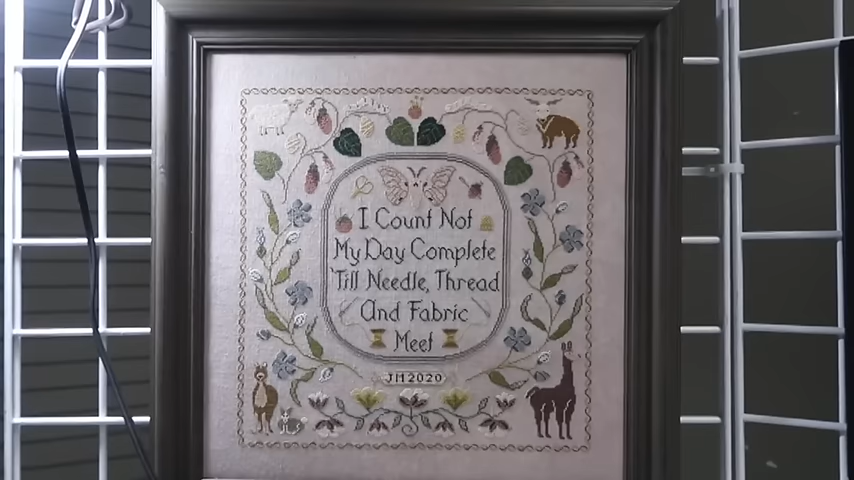 I Count Not
My Day Complete
'Till Needle, Thread
And Fabric
Meet
JH2020